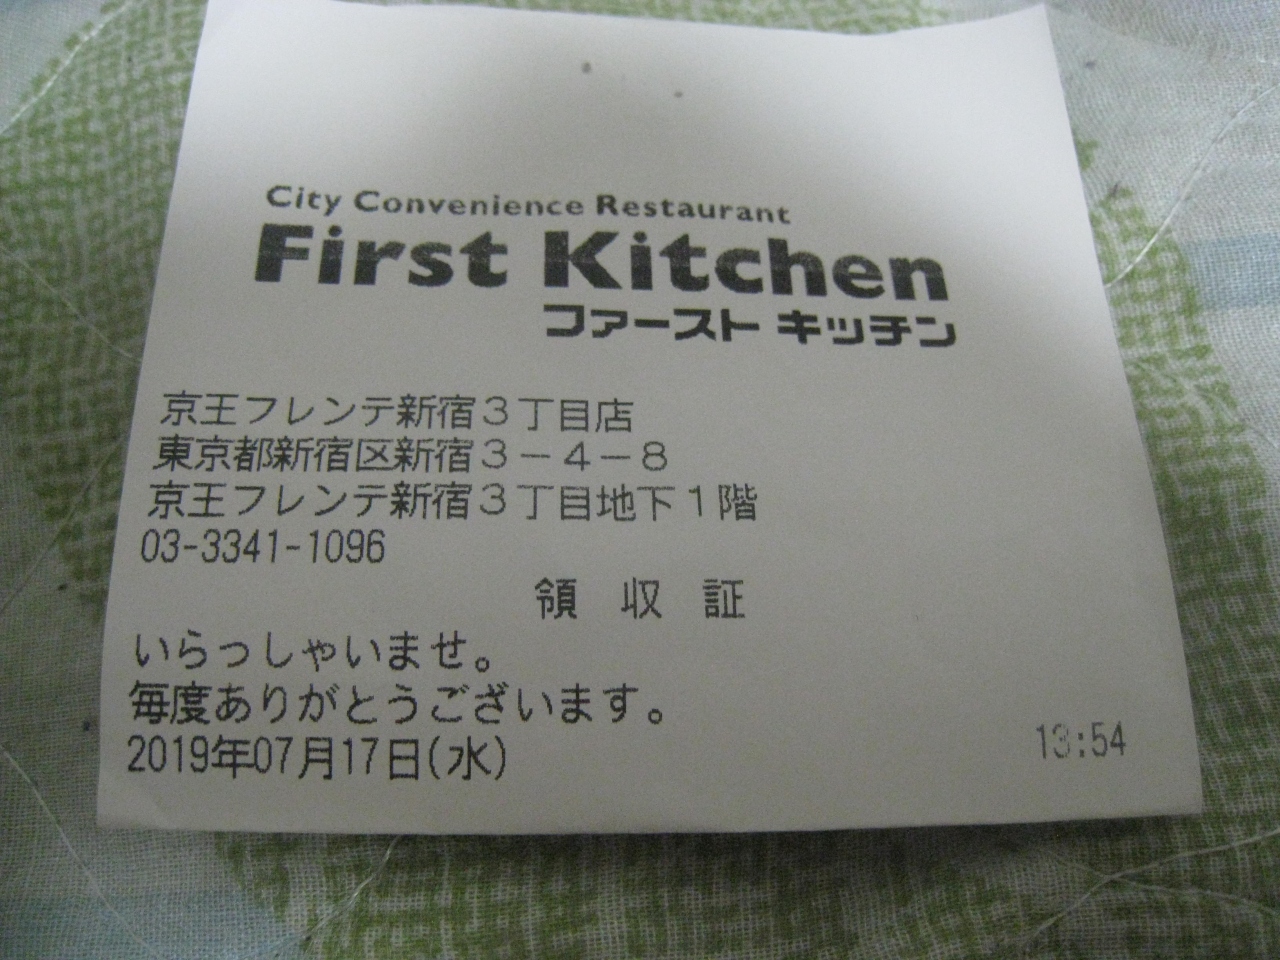 City Convenience Restaurant
First Kitchen
ファースト キッチン
京王フレンテ新宿３丁目店
東京都新宿区新宿３－４－８
京王フレンテ新宿３丁目地下１階
03-3341-1096
領　収　証
いらっしゃいませ。
毎度ありがとうございます。
2019年07月17日(水) 13:54